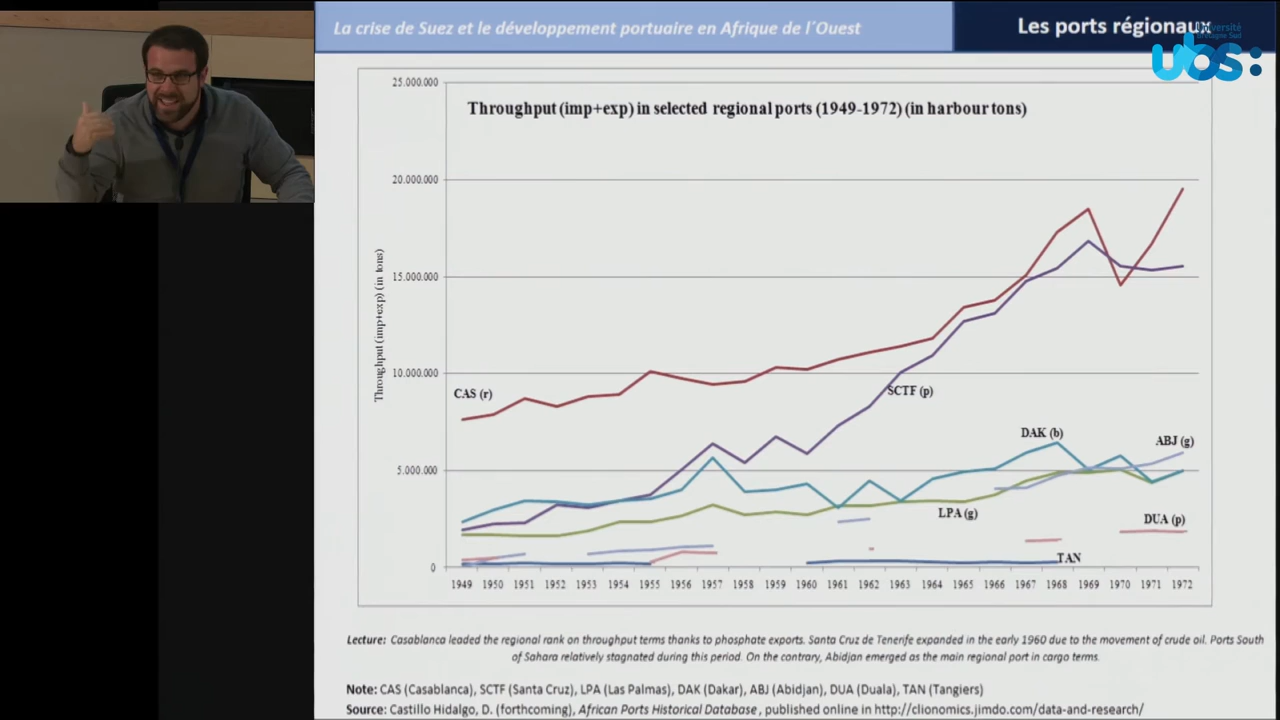 La crise de Suez et le développement portuaire en Afrique de l´Ouest
Les ports régionaux
Université
Bretagne Sud
ubs:
Throughput (imp+exp) in selected regional ports (1949-1972) (in harbour tons)
Throughput (imp+exp) (in tons)
25.000.000
20.000.000
15.000.000
10.000.000
5.000.000
0
CAS (r)
SCTF (p)
DAK (b)
ABJ (g)
LPA (g)
DUA (p)
TAN
1949 1950 1951 1952 1953 1954 1955 1956 1957 1958 1959 1960 1961 1962 1963 1964 1965 1966 1967 1968 1969 1970 1971 1972
Lecture: Casablanca leaded the regional rank on throughput terms thanks to phosphate exports. Santa Cruz de Tenerife expanded in the early 1960 due to the movement of crude oil. Ports South
of Sahara relatively stagnated during this period. On the contrary, Abidjan emerged as the main regional port in cargo terms.
Note: CAS (Casablanca), SCTF (Santa Cruz), LPA (Las Palmas), DAK (Dakar), ABJ (Abidjan), DUA (Duala), TAN (Tangiers)
Source: Castillo Hidalgo, D. (forthcoming), African Ports Historical Database, published online in http://clionomics.jimdo.com/data-and-research/